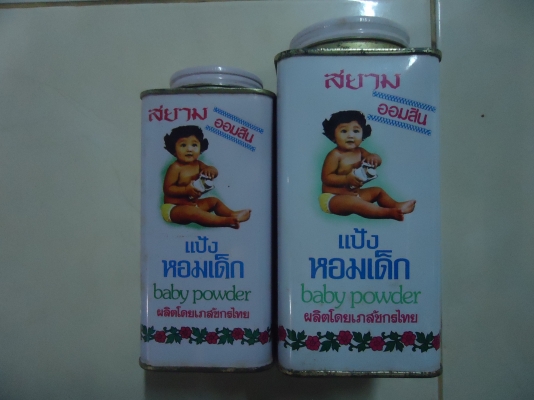 สยาม
ออมสิน
แป้ง
หอมเด็ก
baby powder
ผลิตโดยเภสัชกรไทย
สยาม
ออมสิน
แป้ง
หอมเด็ก
baby powder
ผลิตโดยเภสัชกรไทย